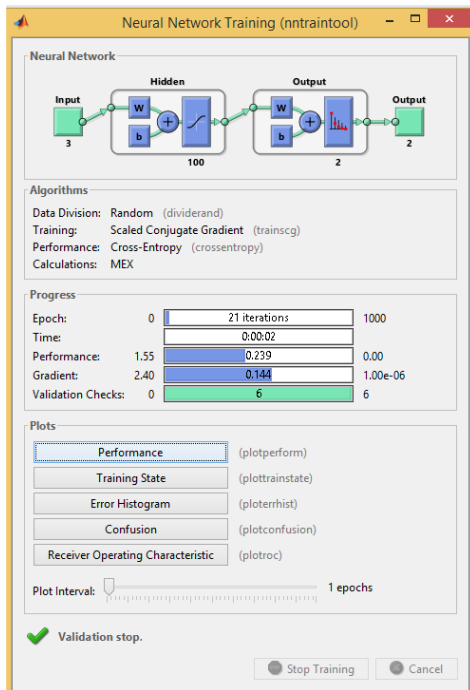 Neural Network Training (nntraintool)
Neural Network
Hidden
Output
Input
Output
W
b
+
W
b
+
3
100
2
2
Algorithms
Data Division: Random (dividerand)
Training: Scaled Conjugate Gradient (trainscg)
Performance: Cross-Entropy (crossentropy)
Calculations: MEX
Progress
Epoch: 0 21 iterations 1000
Time: 0:00:02
Performance: 1.55 0.239 0.00
Gradient: 2.40 0.144 1.00e-06
Validation Checks: 0 6 6
Plots
Performance (plotperform)
Training State (plottrainstate)
Error Histogram (ploterrhist)
Confusion (plotconfusion)
Receiver Operating Characteristic (plotroc)
Plot Interval: 1 epochs
Validation stop.
Stop Training Cancel